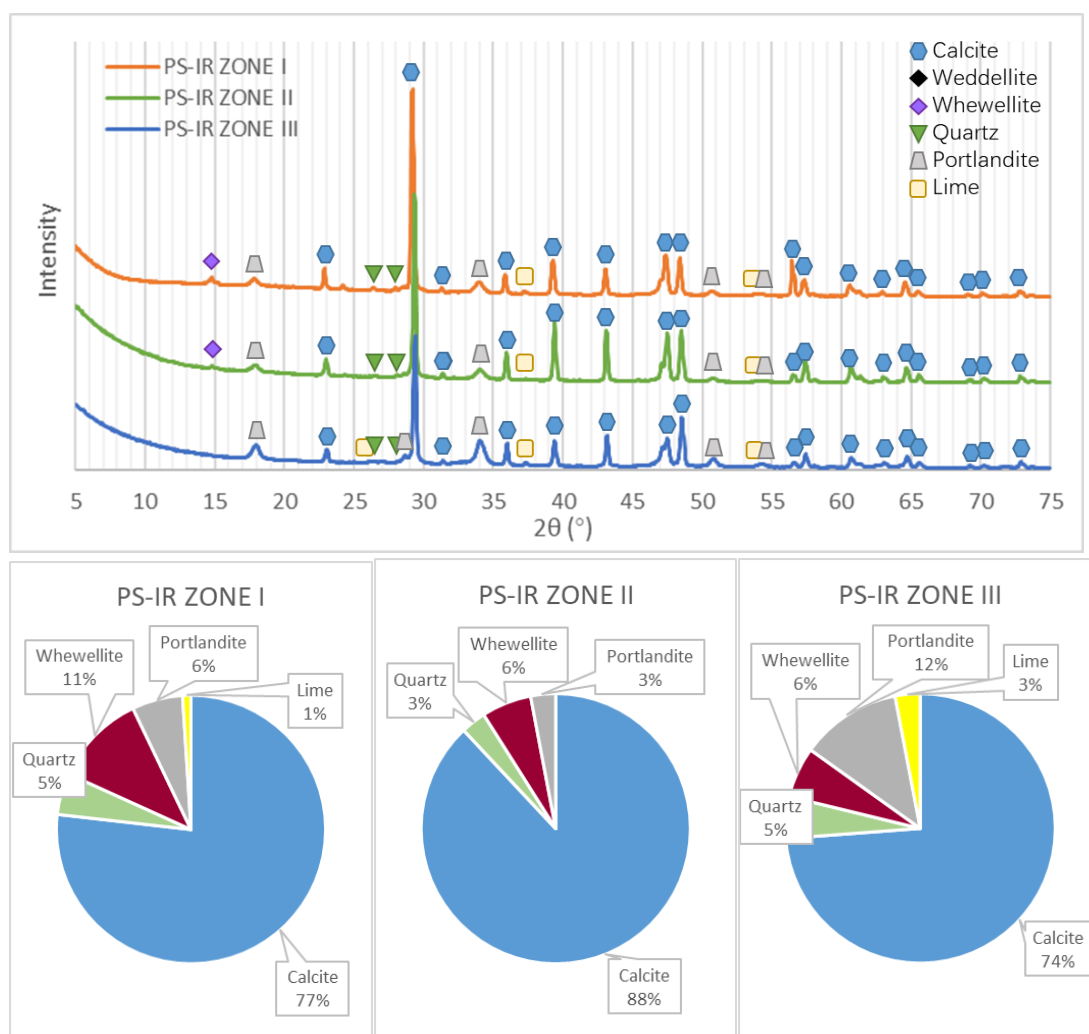 PS-IR ZONE I
PS-IR ZONE II
PS-IR ZONE III
Calcite
Weddellite
Whewellite
Quartz
Portlandite
Lime
Intensity
5 10 15 20 25 30 35 40 45 50 55 60 65 70 75
2θ (°)
PS-IR ZONE I
Portlandite
6%
Whewellite
11%
Lime
1%
Quartz
5%
Calcite
77%
PS-IR ZONE II
Whewellite
6%
Portlandite
3%
Quartz
3%
Calcite
88%
PS-IR ZONE III
Portlandite
12%
Whewellite
6%
Lime
3%
Quartz
5%
Calcite
74%